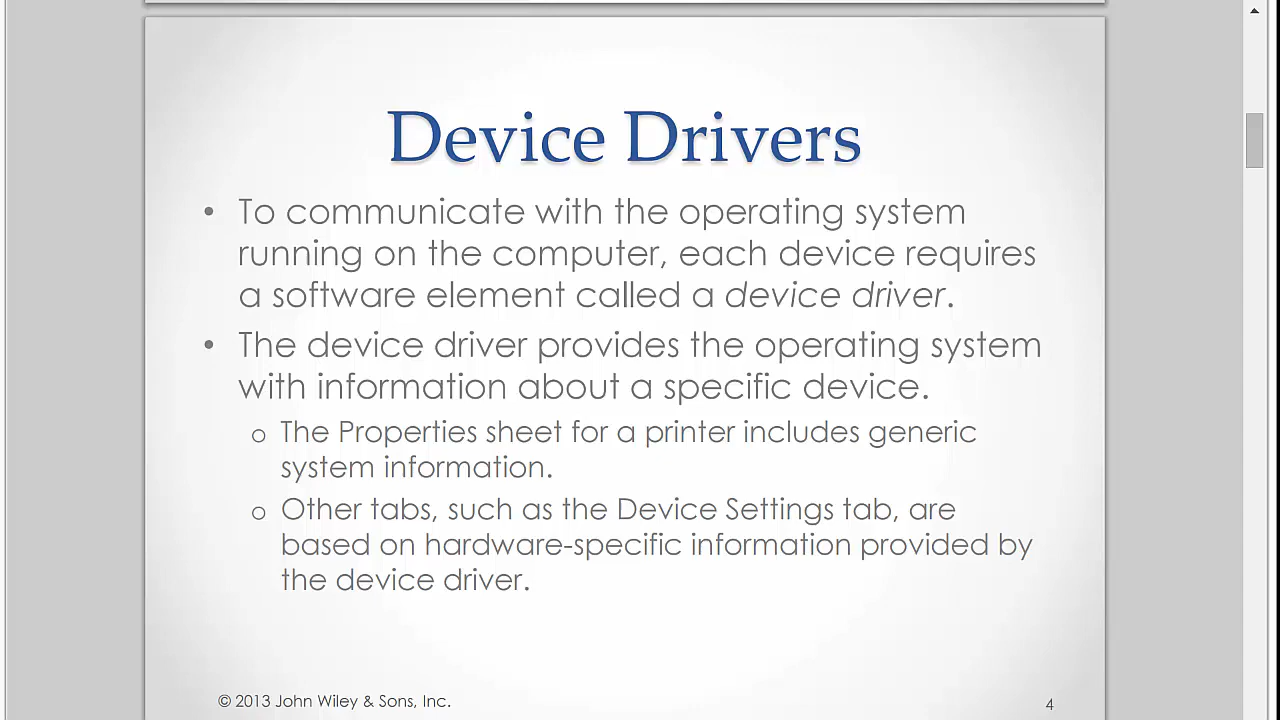 Device Drivers
• To communicate with the operating system
running on the computer, each device requires
a software element called a device driver.
• The device driver provides the operating system
with information about a specific device.
o The Properties sheet for a printer includes generic
system information.
o Other tabs, such as the Device Settings tab, are
based on hardware-specific information provided by
the device driver.
© 2013 John Wiley & Sons, Inc.
4